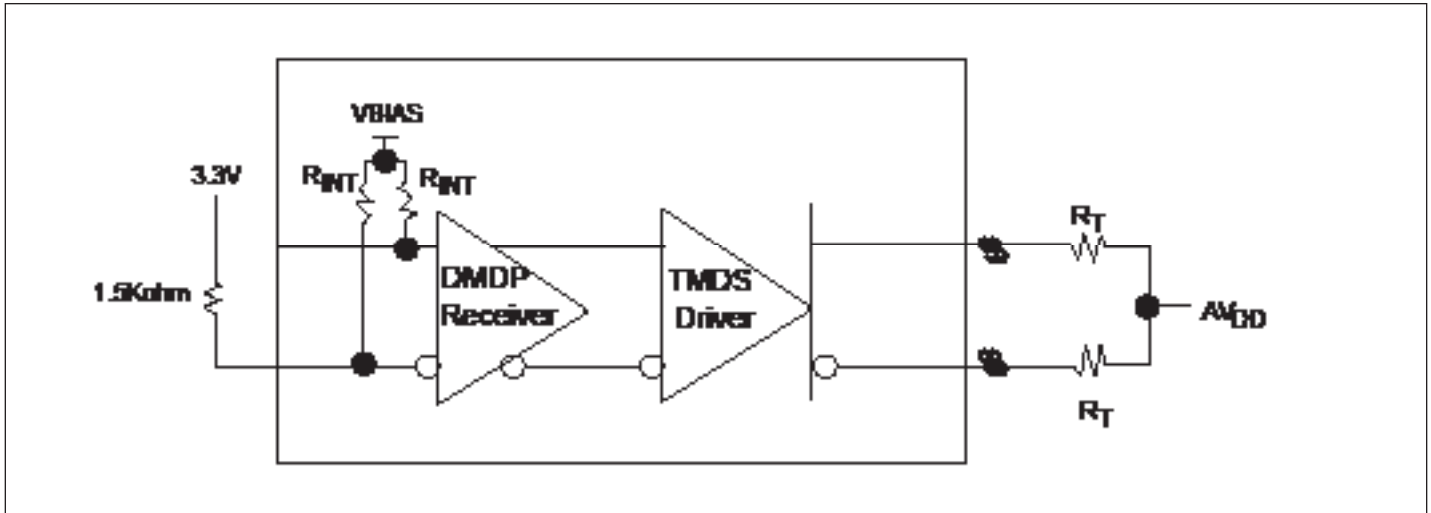 VBIAS
3.3V
RINT
RINT
1.5Kohm
DMDP
Receiver
TMDS
Driver
RT
AVDD
RT